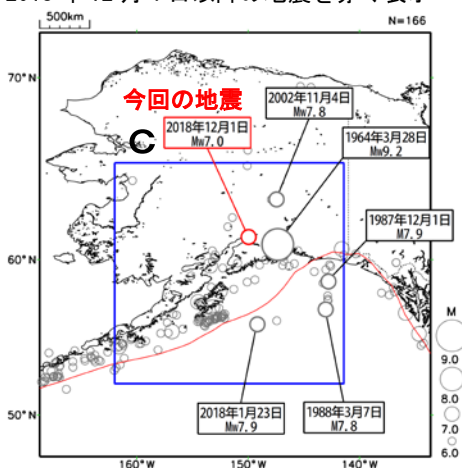 500km
N=166
70°N
今回の地震
C
2018年12月1日
Mw7.0
2002年11月4日
Mw7.8
1964年3月28日
Mw9.2
1987年12月1日
M7.9
60°N
M
9.0
8.0
7.0
6.0
2018年1月23日
Mw7.9
1988年3月7日
M7.8
50°N
160°W
150°W
140°W